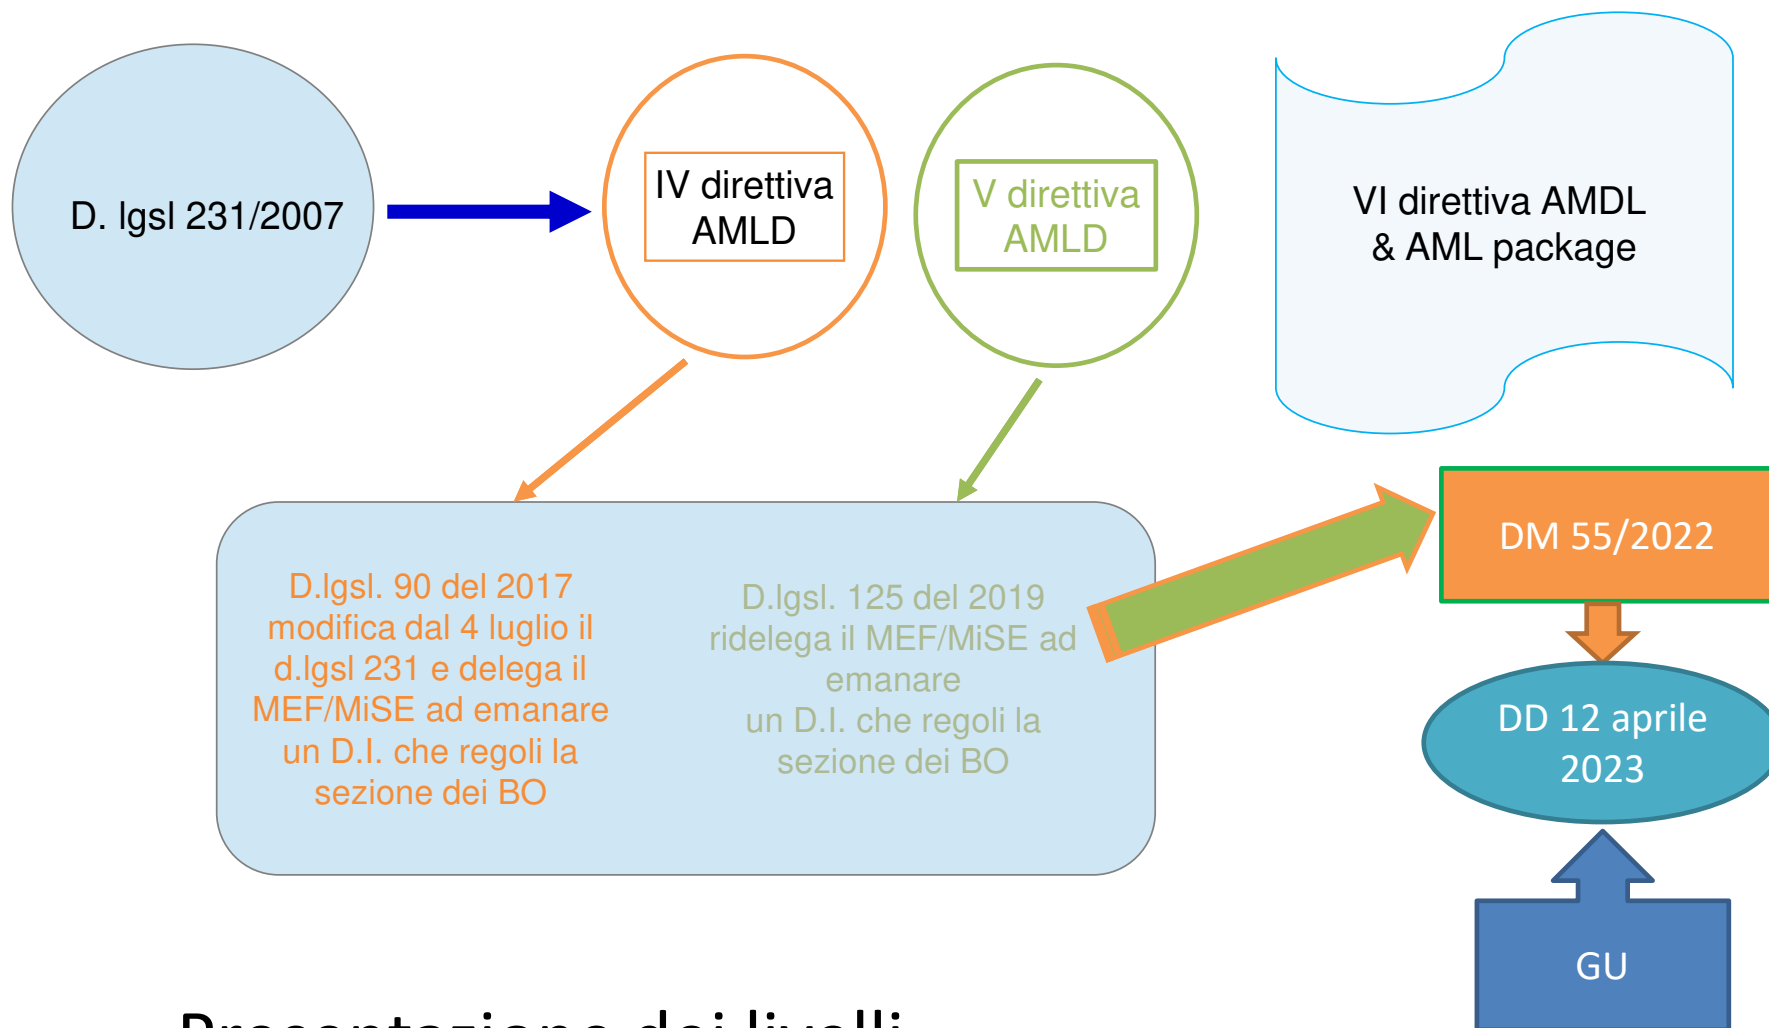 D. lgsl 231/2007
IV direttiva
AMLD
V direttiva
AMLD
VI direttiva AMDL
& AML package
D.lgsl. 90 del 2017
modifica dal 4 luglio il
d.lgsl 231 e delega il
MEF/MiSE ad emanare
un D.I. che regoli la
sezione dei BO
D.lgsl. 125 del 2019
ridelega il MEF/MiSE ad
emanare
un D.I. che regoli la
sezione dei BO
DM 55/2022
DD 12 aprile
2023
GU
Presentazione dei livelli